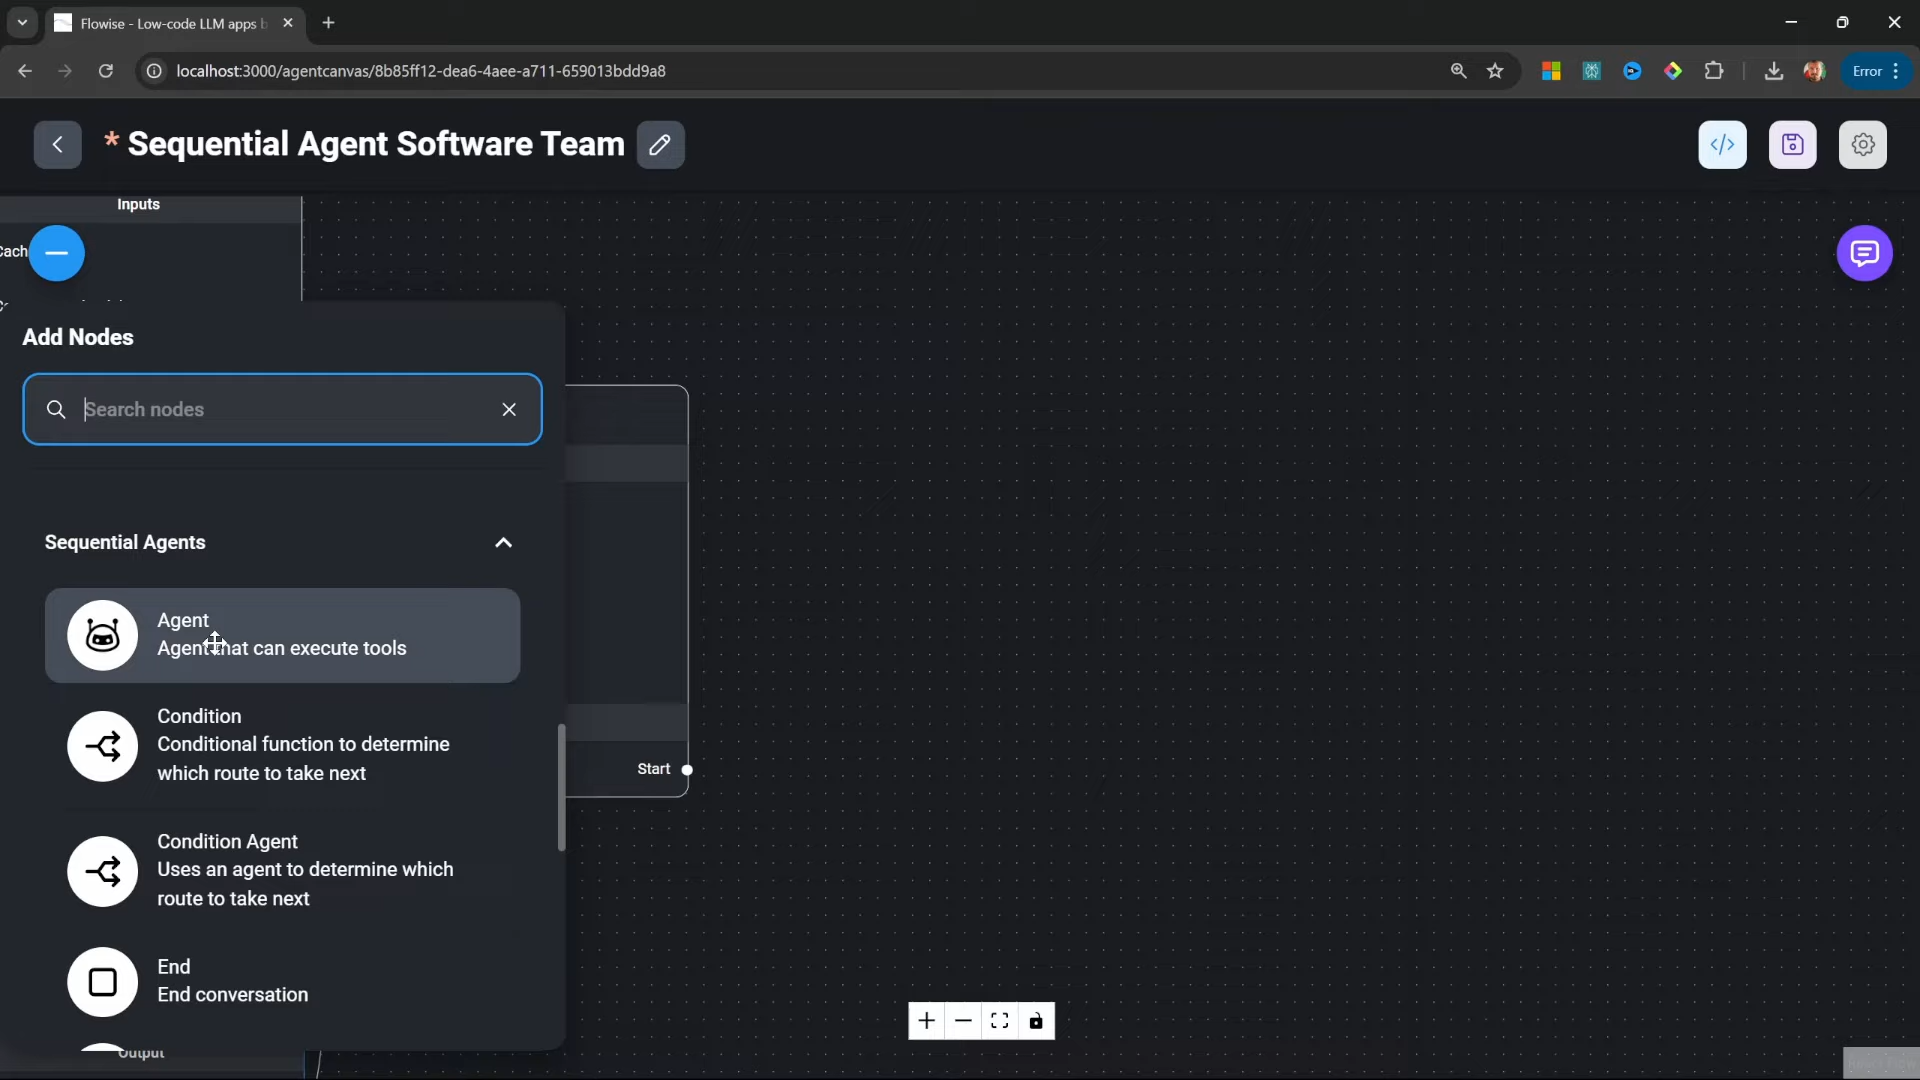 Flowise - Low-code LLM apps b
localhost:3000/agentcanvas/8b85ff12-dea6-4aee-a711-659013bdd9a8
Error
* Sequential Agent Software Team
</>
Inputs
Cach
Add Nodes
Search nodes
Sequential Agents
Agent
Agent that can execute tools
Condition
Conditional function to determine
which route to take next
Start
Condition Agent
Uses an agent to determine which
route to take next
End
End conversation
Output